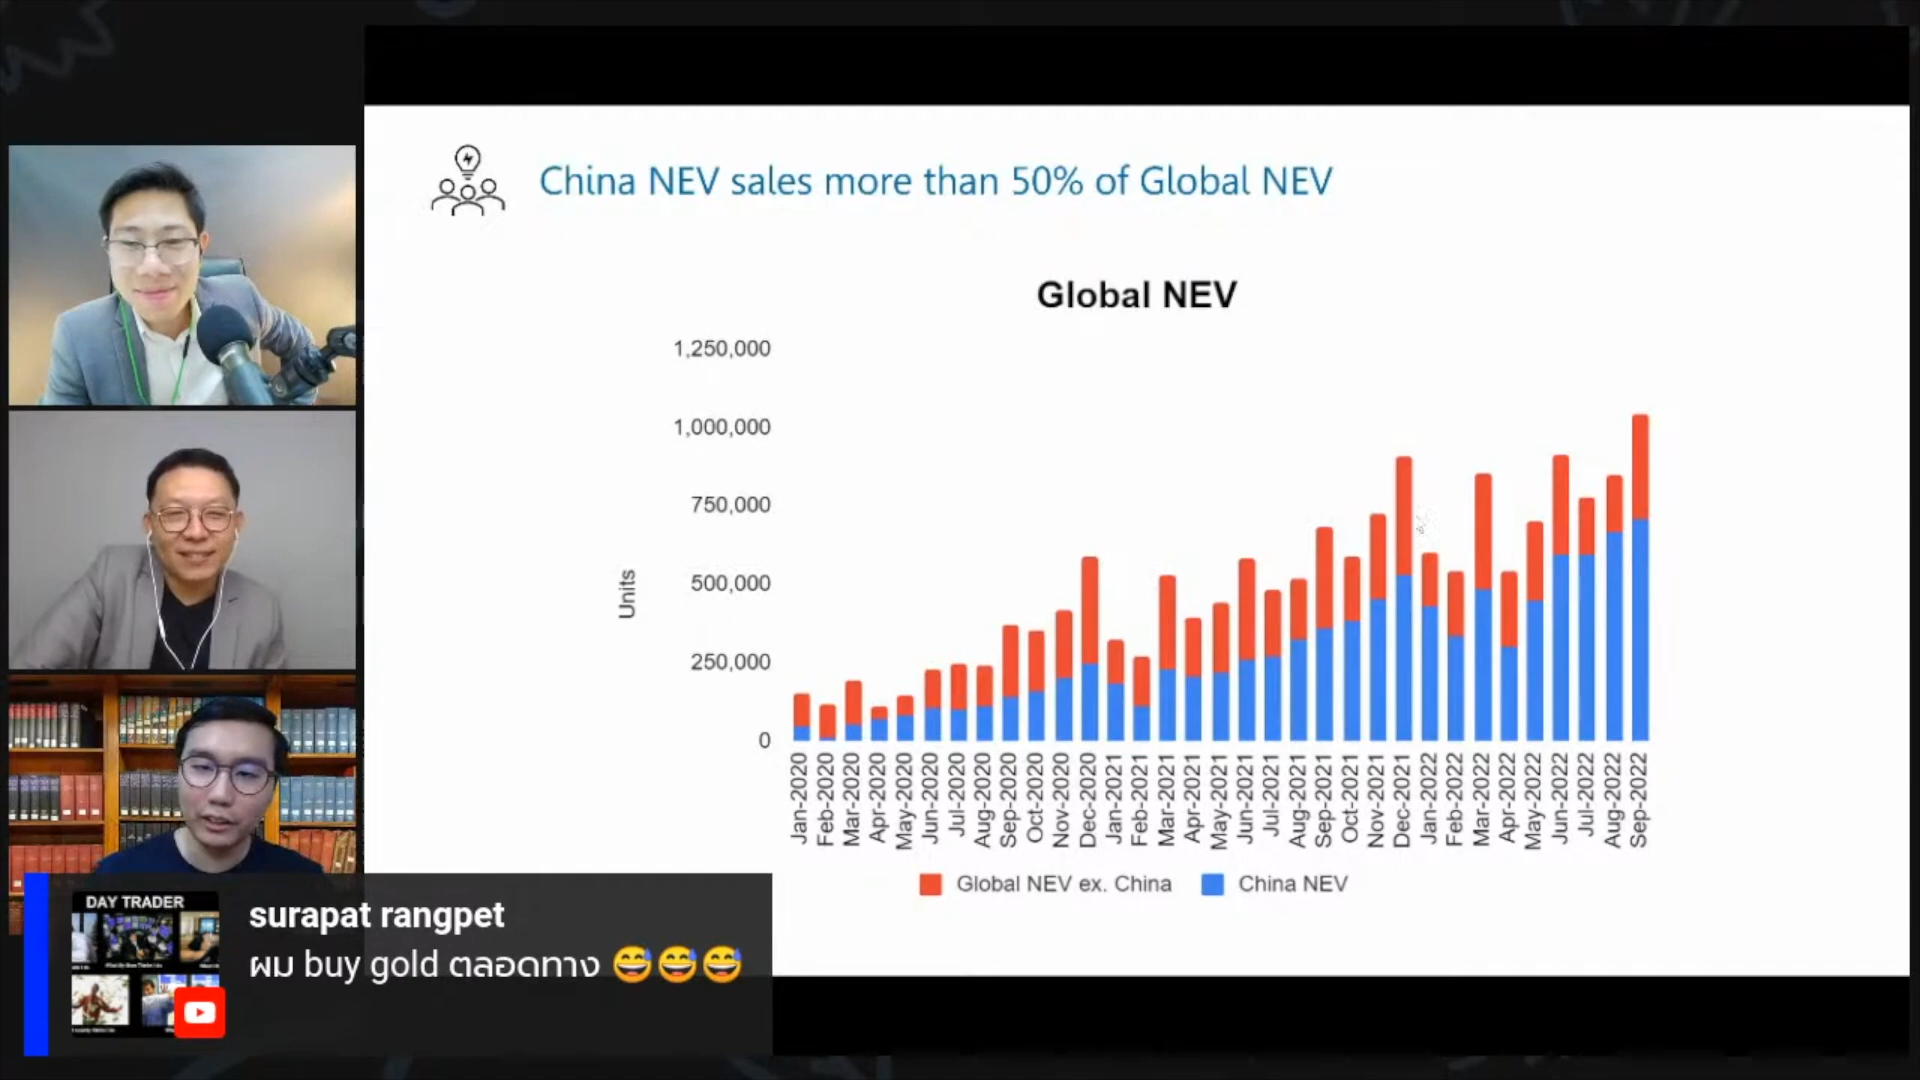 China NEV sales more than 50% of Global NEV
Global NEV
1,250,000
1,000,000
750,000
500,000
250,000
0
Units
Jan-2020
Feb-2020
Mar-2020
Apr-2020
May-2020
Jun-2020
Jul-2020
Aug-2020
Sep-2020
Oct-2020
Nov-2020
Dec-2020
Jan-2021
Feb-2021
Mar-2021
Apr-2021
May-2021
Jun-2021
Jul-2021
Aug-2021
Sep-2021
Oct-2021
Nov-2021
Dec-2021
Jan-2022
Feb-2022
Mar-2022
Apr-2022
May-2022
Jun-2022
Jul-2022
Aug-2022
Sep-2022
Global NEV ex. China
China NEV
DAY TRADER
surapat rangpet
ผม buy gold ตลอดทาง 😅😅😅